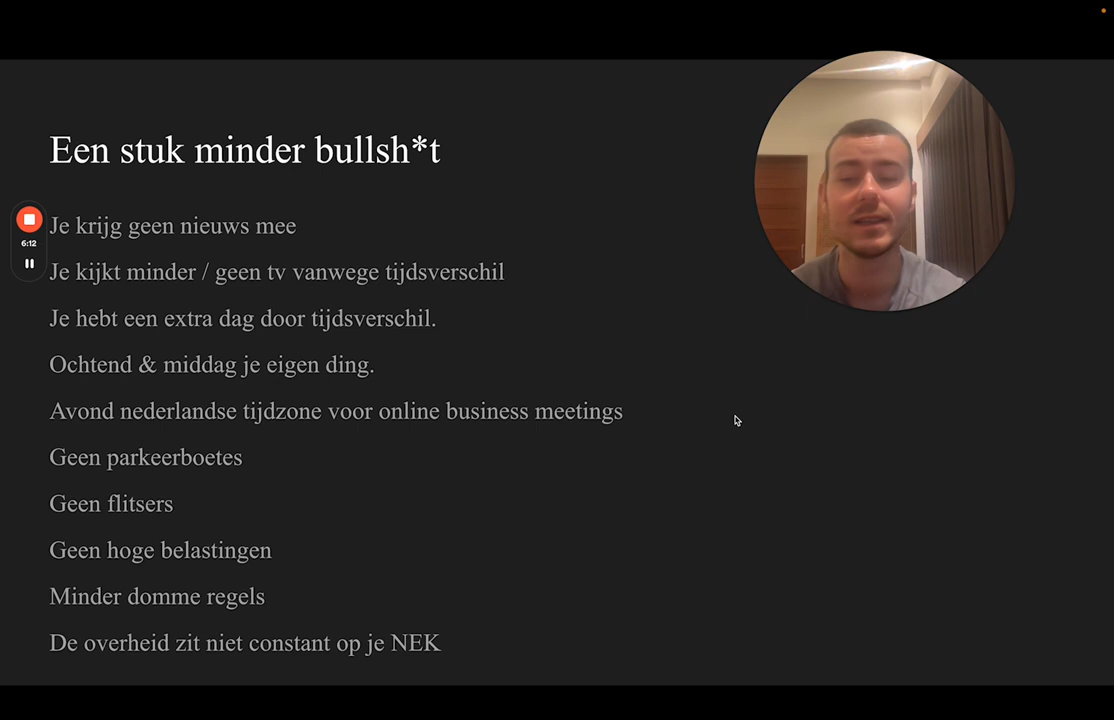 Een stuk minder bullsh*t
Je krijg geen nieuws mee
6:12
Je kijkt minder / geen tv vanwege tijdsverschil
Je hebt een extra dag door tijdsverschil.
Ochtend & middag je eigen ding.
Avond nederlandse tijdzone voor online business meetings
Geen parkeerboetes
Geen flitsers
Geen hoge belastingen
Minder domme regels
De overheid zit niet constant op je NEK